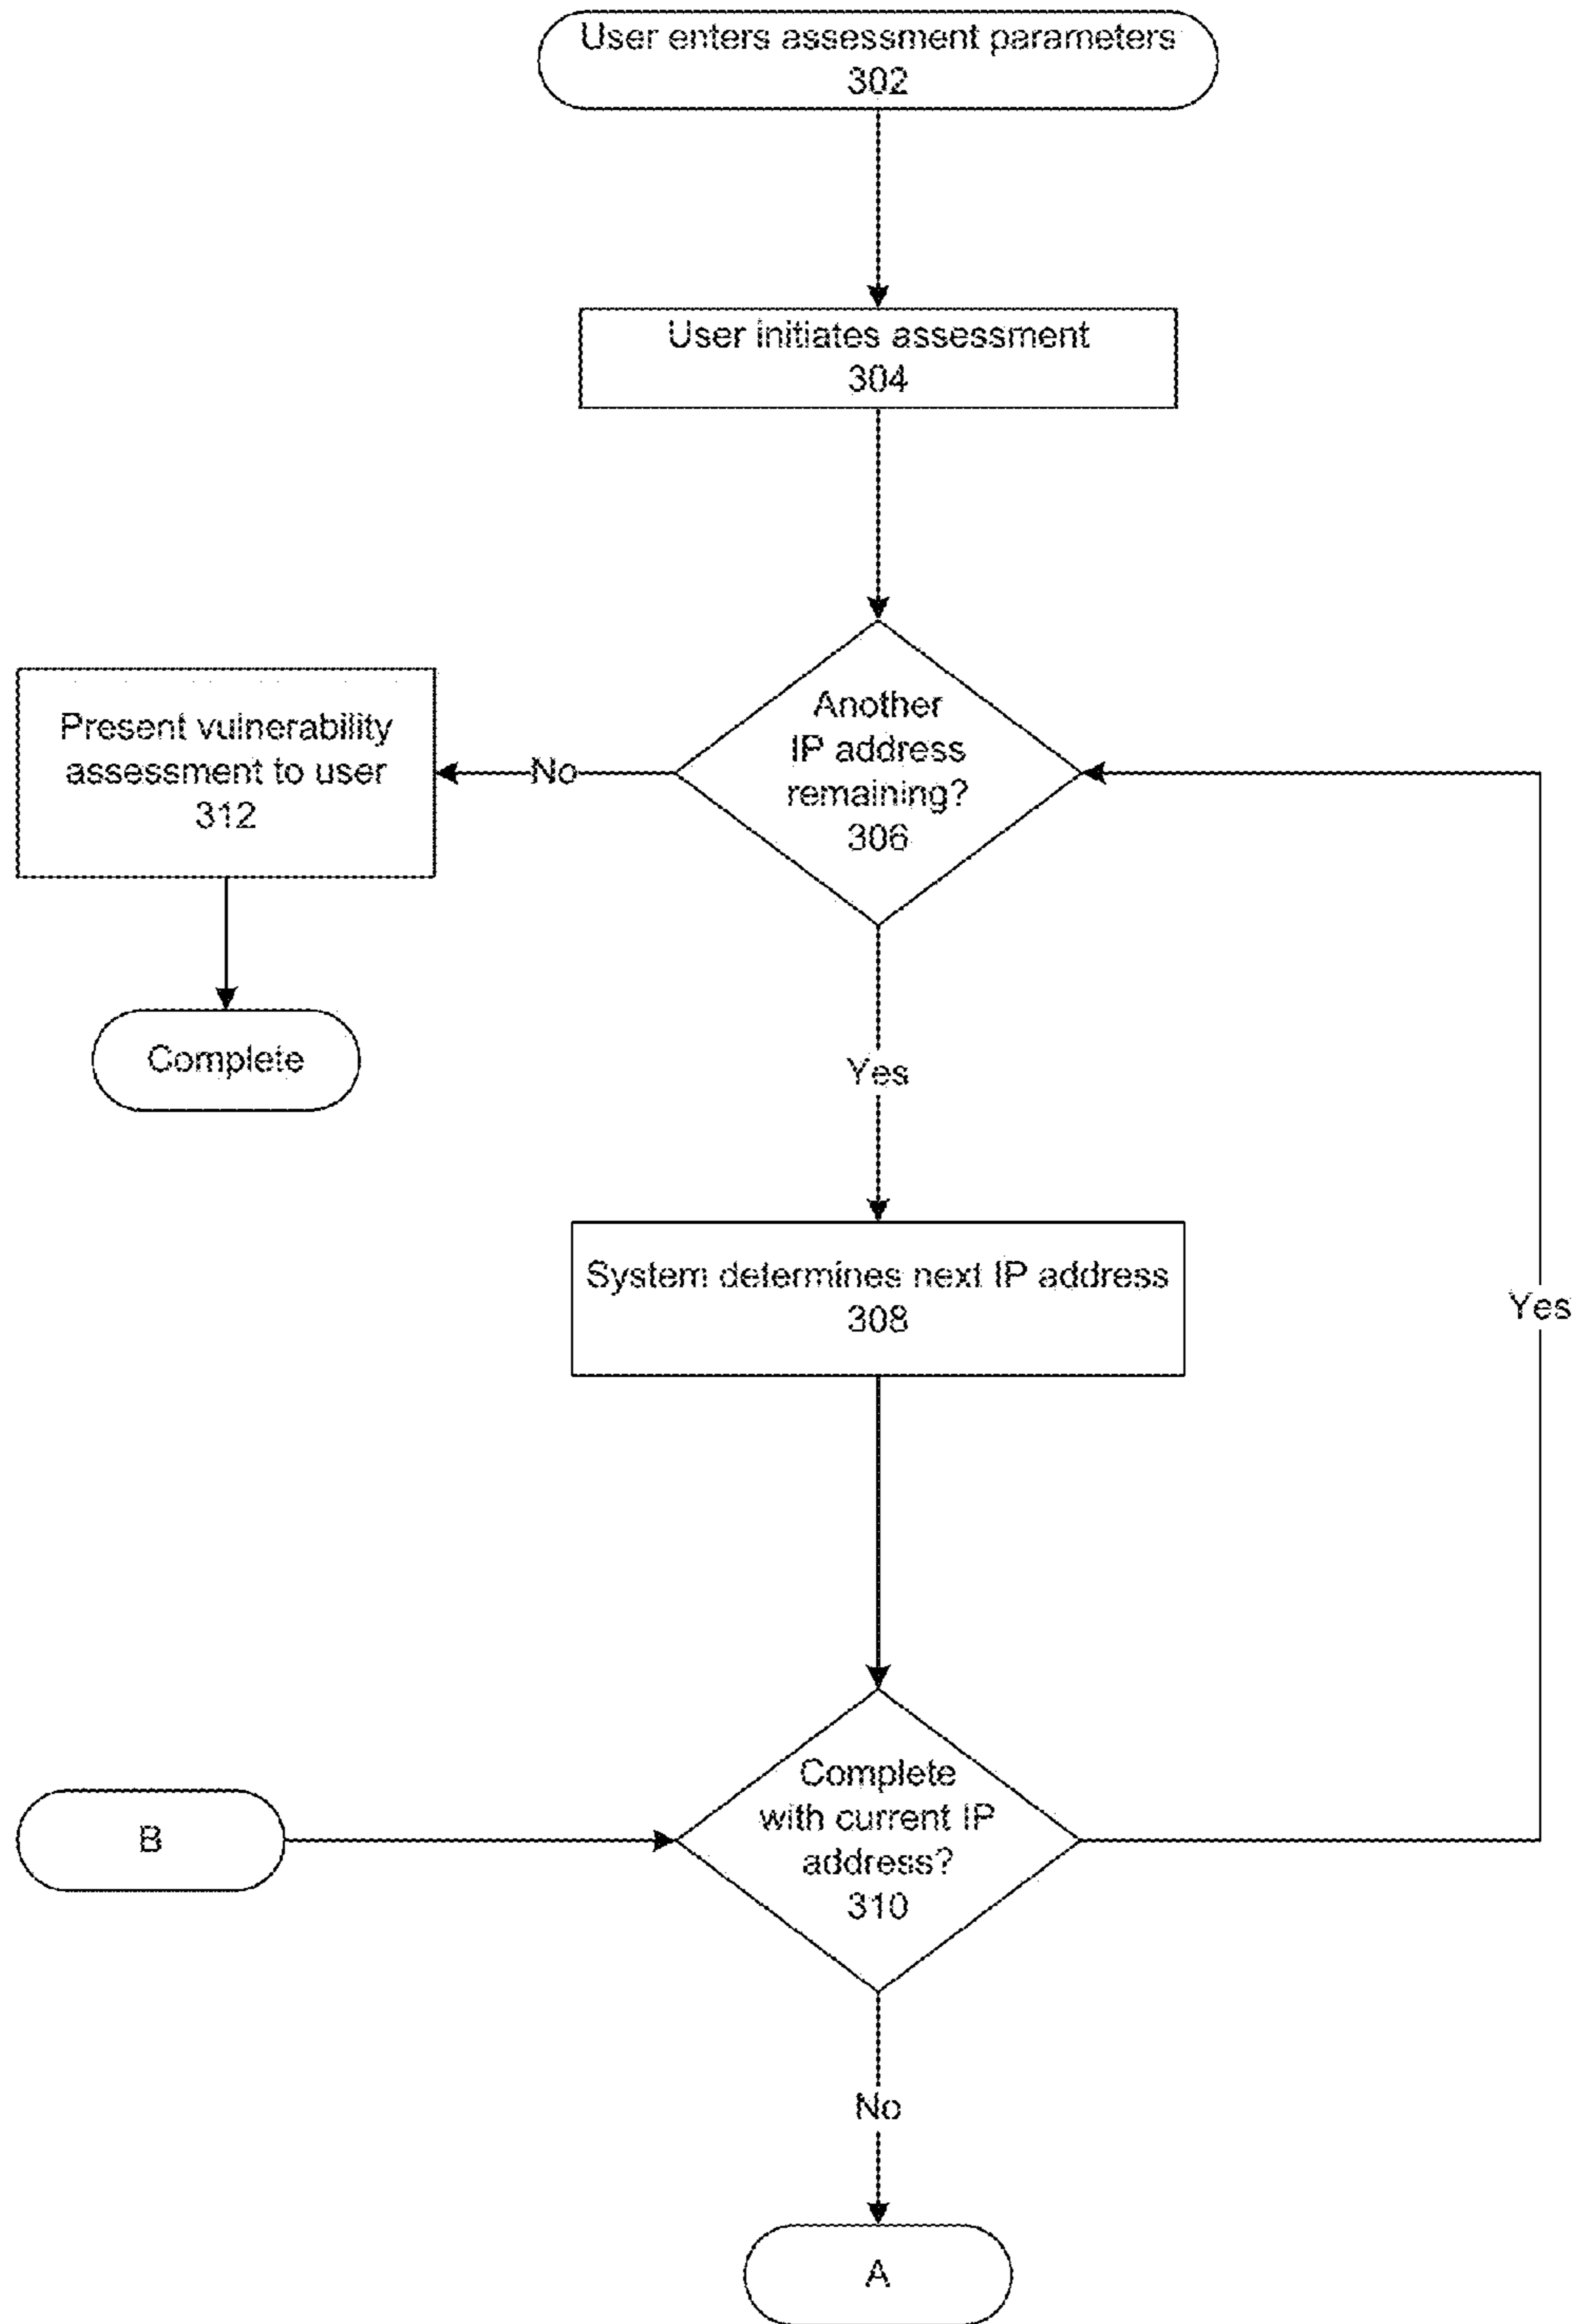 User enters assessment parameters
302
User initiates assessment
304
Another
IP address
remaining?
306
No
Present vulnerability
assessment to user
312
Complete
Yes
System determines next IP address
308
Yes
Complete
with current IP
address?
310
B
No
A